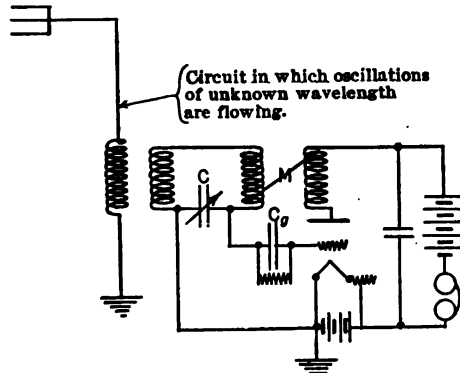 Circuit in which oscillations
of unknown wavelength
are flowing.
C
M
Cg